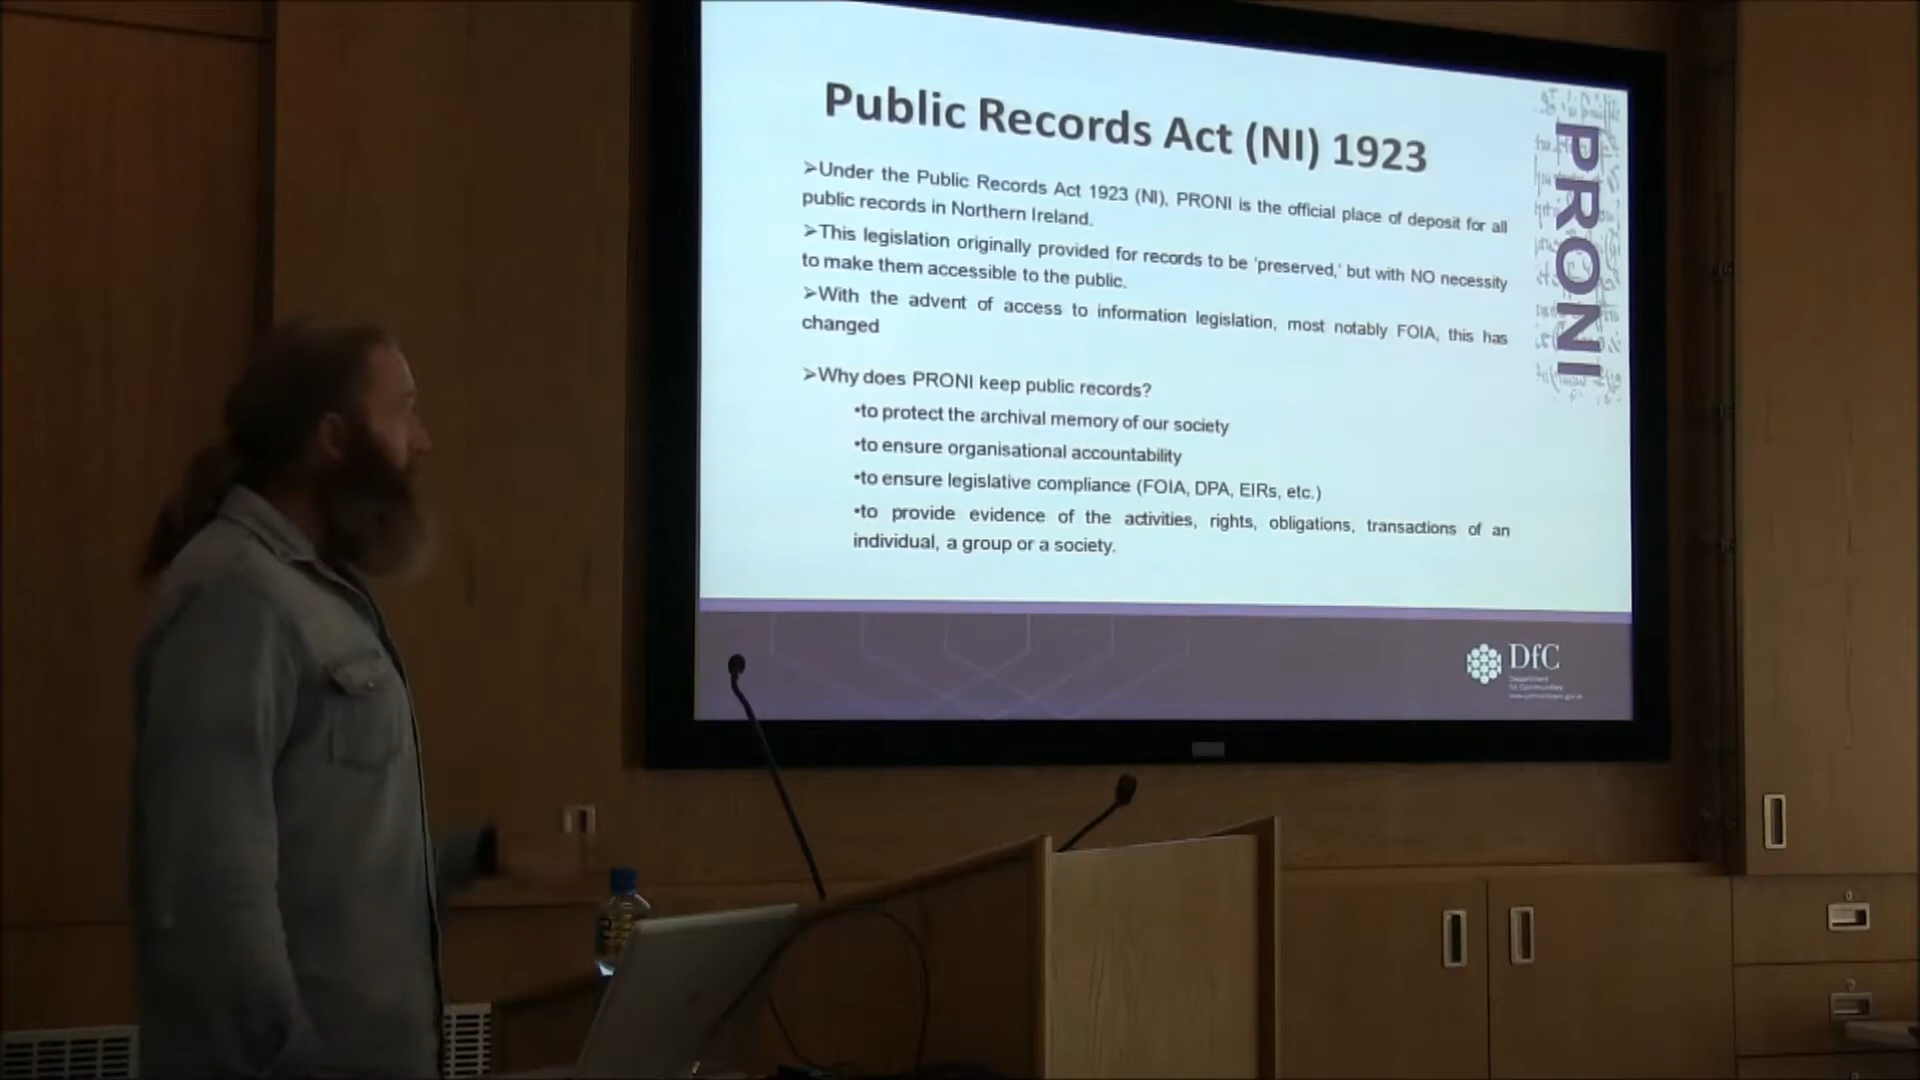 Public Records Act (NI) 1923
➢Under the Public Records Act 1923 (NI), PRONI is the official place of deposit for all
public records in Northern Ireland.
➢This legislation originally provided for records to be 'preserved,' but with NO necessity
to make them accessible to the public.
➢With the advent of access to information legislation, most notably FOIA, this has
changed
➢Why does PRONI keep public records?
•to protect the archival memory of our society
•to ensure organisational accountability
•to ensure legislative compliance (FOIA, DPA, EIRs, etc.)
•to provide evidence of the activities, rights, obligations, transactions of an
individual, a group or a society.
PRONI
DfC
Department
for Communities